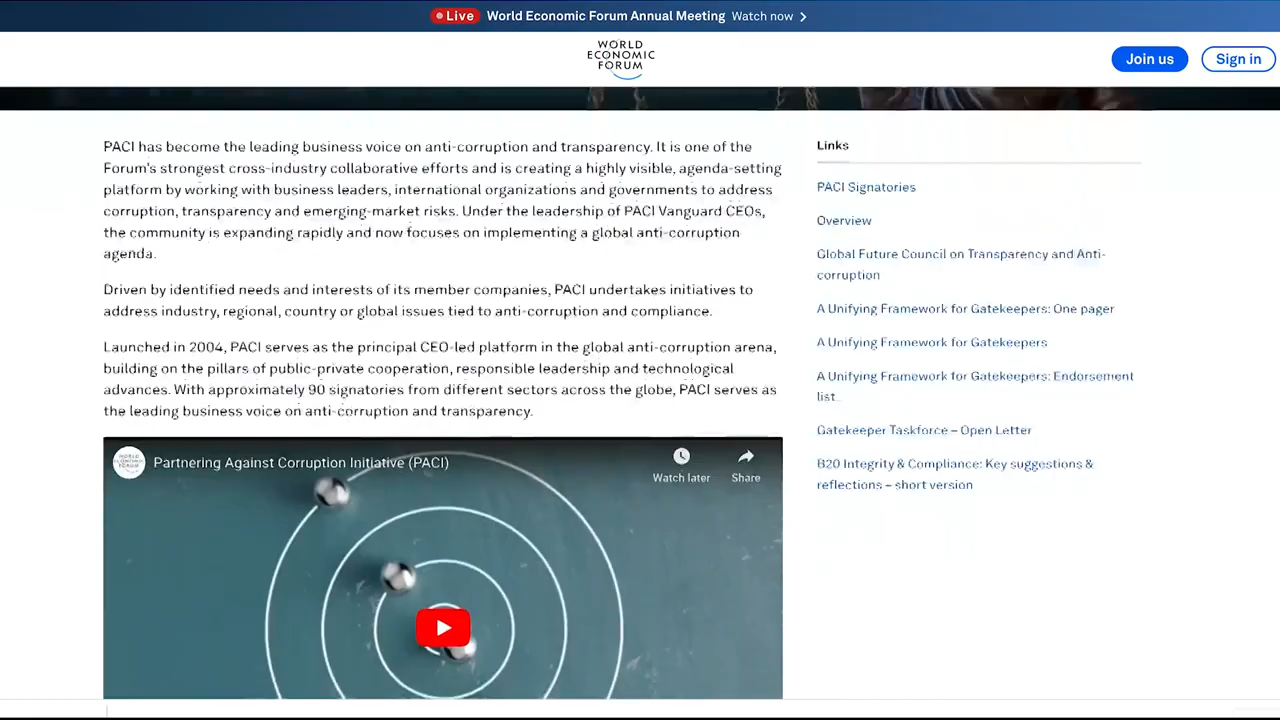 Live World Economic Forum Annual Meeting Watch now
WORLD
ECONOMIC
FORUM
Join us
Sign in
PACI has become the leading business voice on anti-corruption and transparency. It is one of the
Forum's strongest cross-industry collaborative efforts and is creating a highly visible, agenda-setting
platform by working with business leaders, international organizations and governments to address
corruption, transparency and emerging-market risks. Under the leadership of PACI Vanguard CEOs,
the community is expanding rapidly and now focuses on implementing a global anti-corruption
agenda.
Driven by identified needs and interests of its member companies, PACI undertakes initiatives to
address industry, regional, country or global issues tied to anti-corruption and compliance.
Launched in 2004, PACI serves as the principal CEO-led platform in the global anti-corruption arena,
building on the pillars of public-private cooperation, responsible leadership and technological
advances. With approximately 90 signatories from different sectors across the globe, PACI serves as
the leading business voice on anti-corruption and transparency.
WORLD
ECONOMIC
FORUM
Partnering Against Corruption Initiative (PACI)
Watch later
Share
Links
PACI Signatories
Overview
Global Future Council on Transparency and Anti-
corruption
A Unifying Framework for Gatekeepers: One pager
A Unifying Framework for Gatekeepers
A Unifying Framework for Gatekeepers: Endorsement
list
Gatekeeper Taskforce – Open Letter
B20 Integrity & Compliance: Key suggestions &
reflections – short version